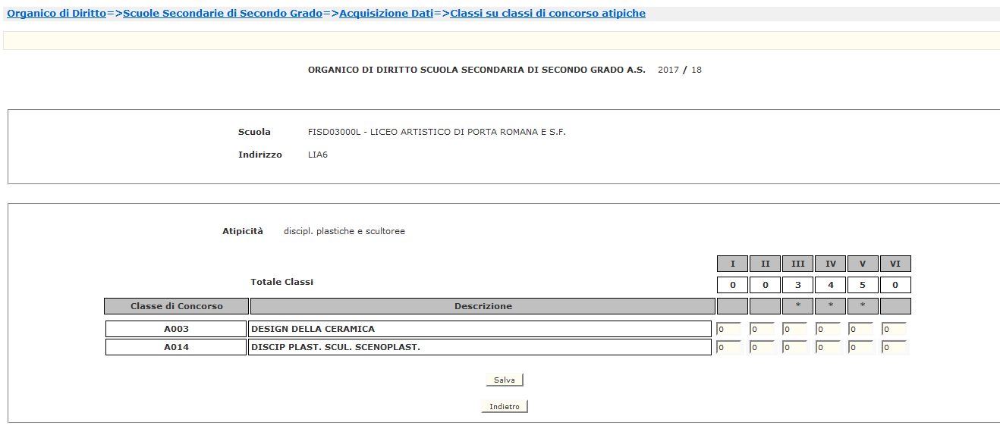 Organico di Diritto=>Scuole Secondarie di Secondo Grado=>Acquisizione Dati=>Classi su classi di concorso atipiche
ORGANICO DI DIRITTO SCUOLA SECONDARIA DI SECONDO GRADO A.S. 2017 / 18
Scuola FISD03000L - LICEO ARTISTICO DI PORTA ROMANA E S.F.
Indirizzo LIA6
Atipicità discipl. plastiche e scultoree
I II III IV V VI
Totale Classi 0 0 3 4 5 0
Classe di Concorso Descrizione * * *
A003 DESIGN DELLA CERAMICA 0 0 0 0 0 0
A014 DISCIP PLAST. SCUL. SCENOPLAST. 0 0 0 0 0 0
Salva
Indietro